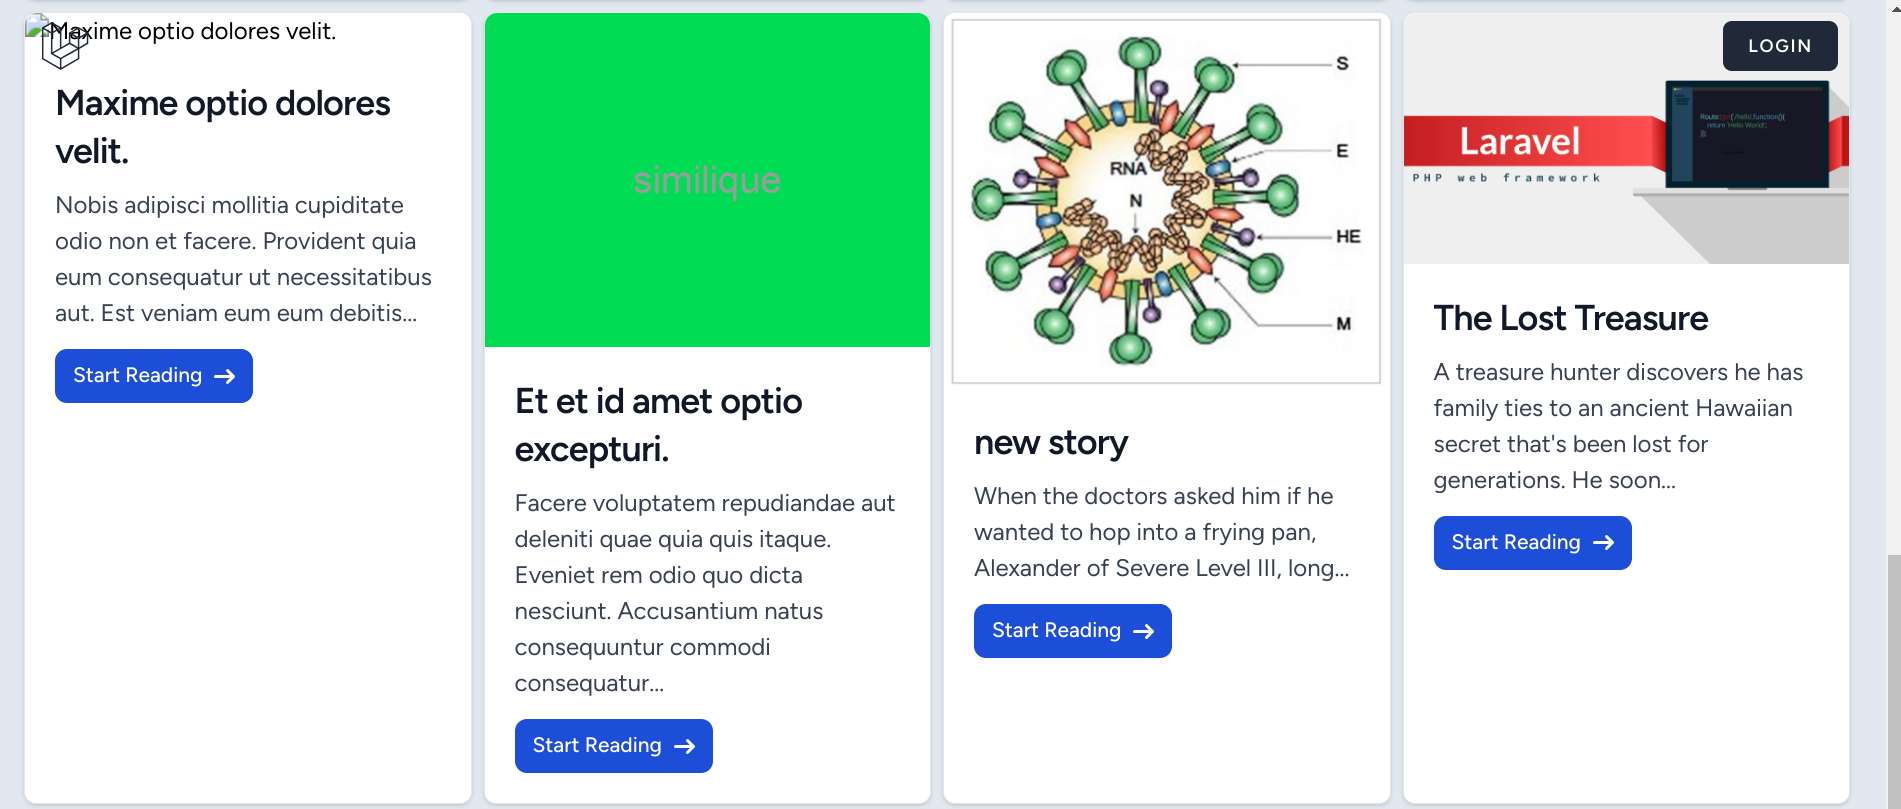 Maxime optio dolores velit.
Maxime optio dolores
velit.
Nobis adipisci mollitia cupiditate
odio non et facere. Provident quia
eum consequatur ut necessitatibus
aut. Est veniam eum eum debitis...
Start Reading
similique
Et et id amet optio
excepturi.
Facere voluptatem repudiandae aut
deleniti quae quia quis itaque.
Eveniet rem odio quo dicta
nesciunt. Accusantium natus
consequuntur commodi
consequatur...
Start Reading
S
E
RNA
N
HE
M
new story
When the doctors asked him if he
wanted to hop into a frying pan,
Alexander of Severe Level III, long...
Start Reading
LOGIN
Laravel
PHP web framework
The Lost Treasure
A treasure hunter discovers he has
family ties to an ancient Hawaiian
secret that's been lost for
generations. He soon...
Start Reading